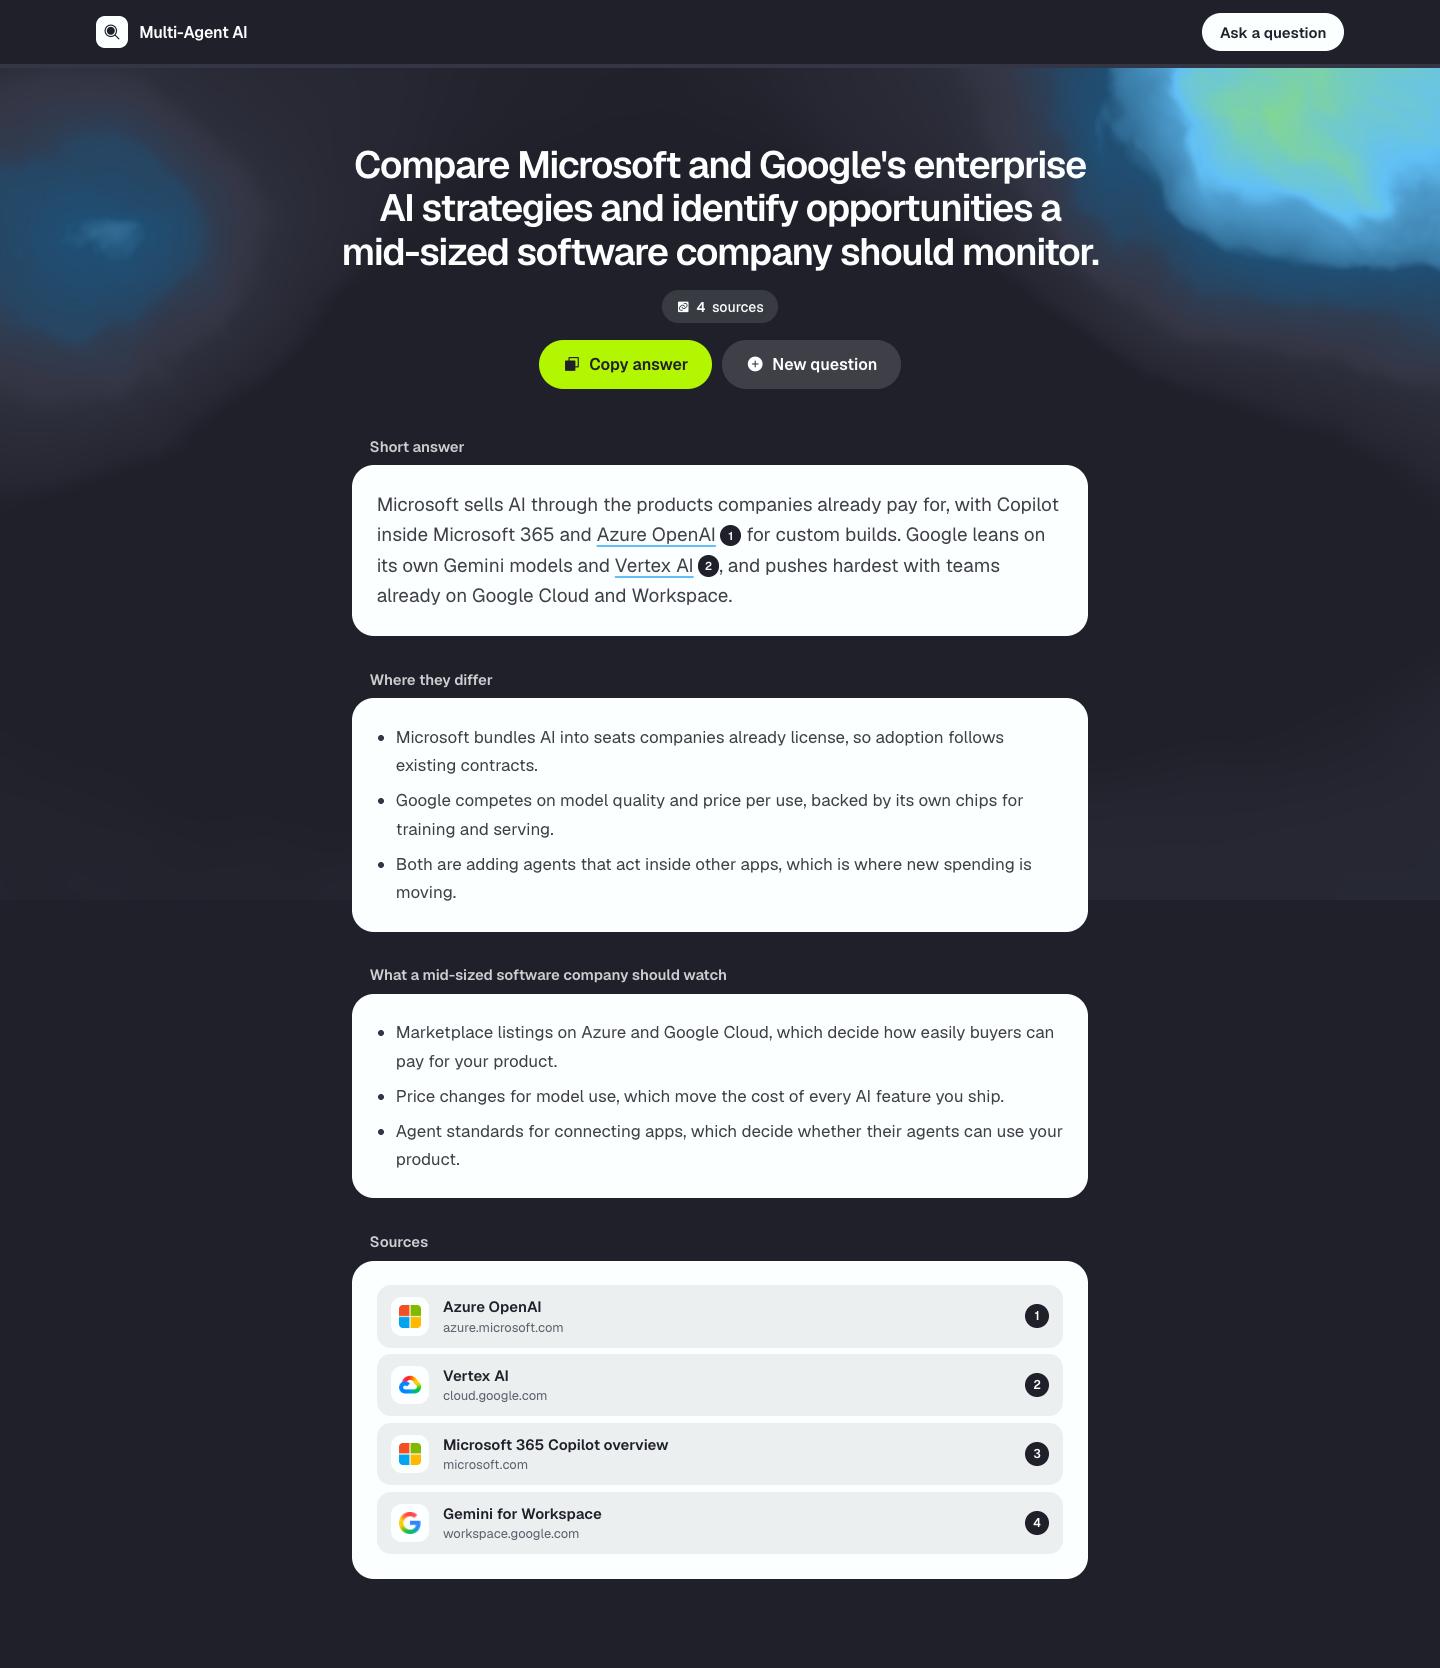 Multi-Agent AI
Ask a question
Compare Microsoft and Google's enterprise
AI strategies and identify opportunities a
mid-sized software company should monitor.
4 sources
Copy answer
New question
Short answer
Microsoft sells AI through the products companies already pay for, with Copilot
inside Microsoft 365 and Azure OpenAI 1 for custom builds. Google leans on
its own Gemini models and Vertex AI 2, and pushes hardest with teams
already on Google Cloud and Workspace.
Where they differ
• Microsoft bundles AI into seats companies already license, so adoption follows
existing contracts.
• Google competes on model quality and price per use, backed by its own chips for
training and serving.
• Both are adding agents that act inside other apps, which is where new spending is
moving.
What a mid-sized software company should watch
• Marketplace listings on Azure and Google Cloud, which decide how easily buyers can
pay for your product.
• Price changes for model use, which move the cost of every AI feature you ship.
• Agent standards for connecting apps, which decide whether their agents can use your
product.
Sources
Azure OpenAI
azure.microsoft.com
1
Vertex AI
cloud.google.com
2
Microsoft 365 Copilot overview
microsoft.com
3
Gemini for Workspace
workspace.google.com
4